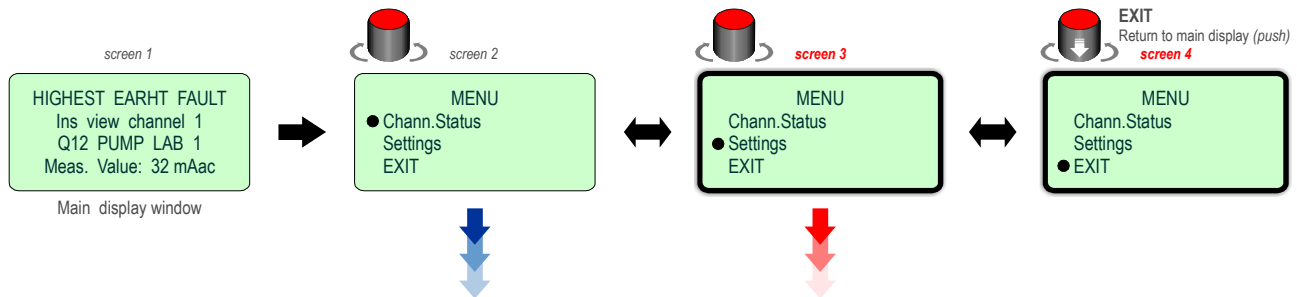 EXIT
Return to main display (push)
screen 1
screen 2
screen 3
screen 4
HIGHEST EARHT FAULT
Ins view channel 1
Q12 PUMP LAB 1
Meas. Value: 32 mAac
Main display window
MENU
Chann.Status
Settings
EXIT
MENU
Chann.Status
Settings
EXIT
MENU
Chann.Status
Settings
EXIT